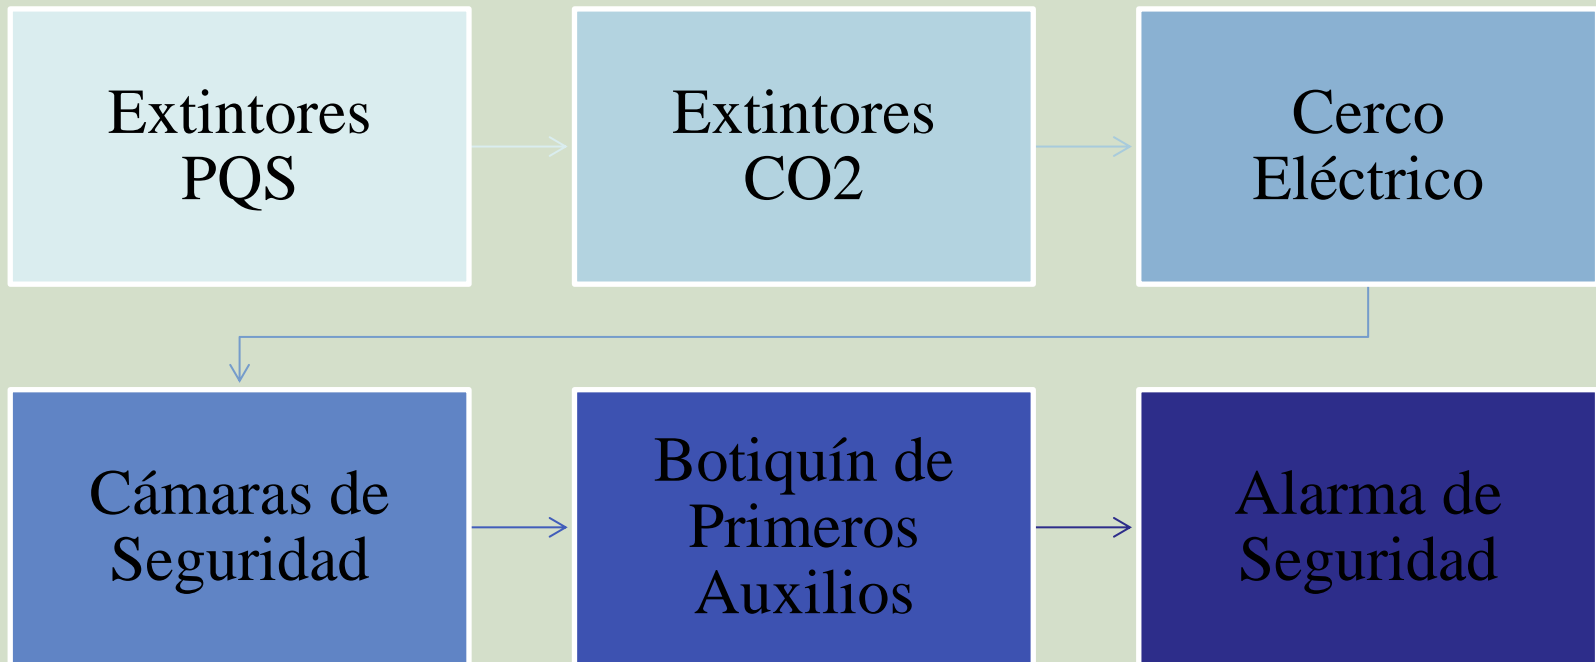 Extintores
PQS
Extintores
CO2
Cerco
Eléctrico
Cámaras de
Seguridad
Botiquín de
Primeros
Auxilios
Alarma de
Seguridad